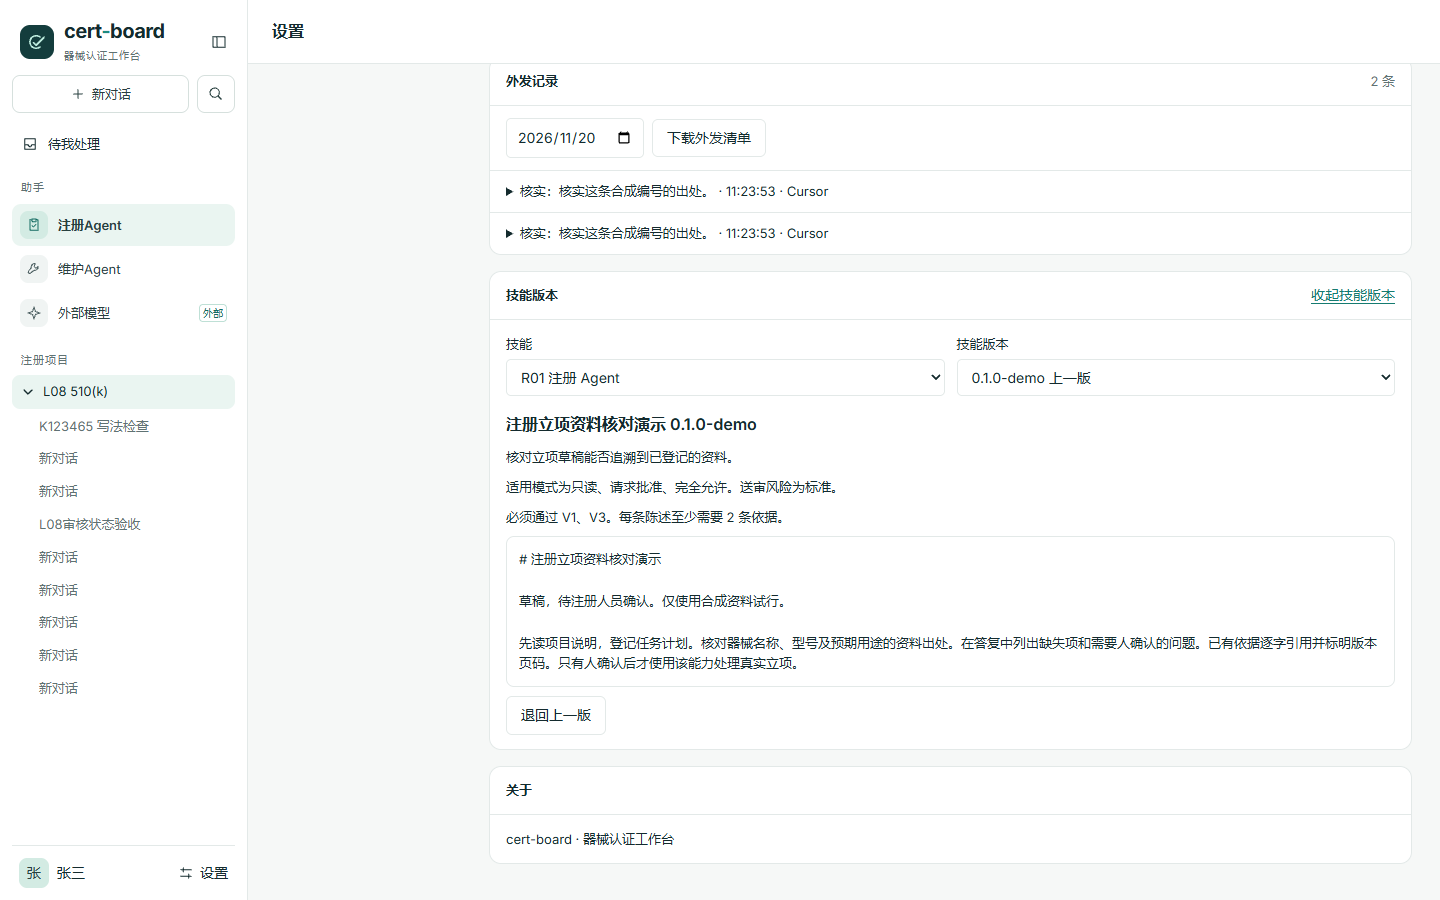 cert-board
器械认证工作台
+ 新对话
待我处理
助手
注册Agent
维护Agent
外部模型
外部
注册项目
L08 510(k)
K123465 写法检查
新对话
新对话
L08审核状态验收
新对话
新对话
新对话
新对话
新对话
张
张三
设置
设置
外发记录
2 条
2026/11/20
下载外发清单
核实：核实这条合成编号的出处。 · 11:23:53 · Cursor
核实：核实这条合成编号的出处。 · 11:23:53 · Cursor
技能版本
收起技能版本
技能
技能版本
R01 注册 Agent
0.1.0-demo 上一版
注册立项资料核对演示 0.1.0-demo
核对立项草稿能否追溯到已登记的资料。
适用模式为只读、请求批准、完全允许。送审风险为标准。
必须通过 V1、V3。每条陈述至少需要 2 条依据。
# 注册立项资料核对演示
草稿，待注册人员确认。仅使用合成资料试行。
先读项目说明，登记任务计划。核对器械名称、型号及预期用途的资料出处。在答复中列出缺失项和需要人确认的问题。已有依据逐字引用并标明版本
页码。只有人确认后才使用该能力处理真实立项。
退回上一版
关于
cert-board · 器械认证工作台